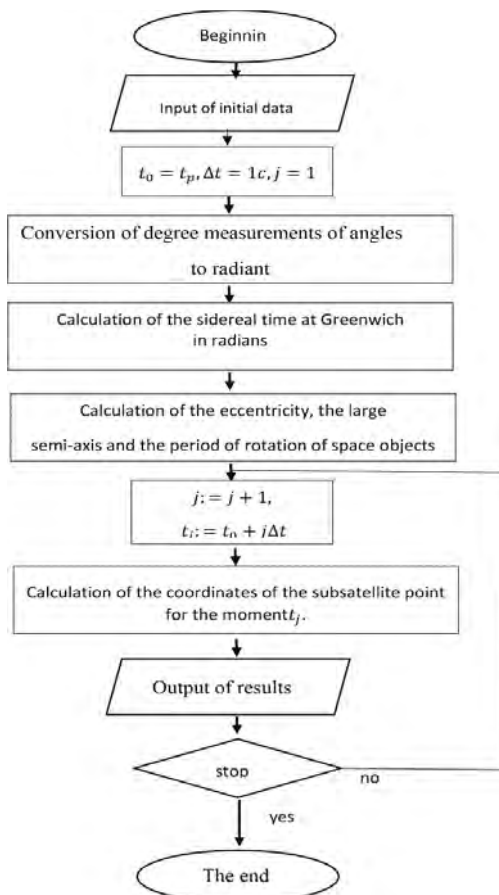 Beginnin
Input of initial data
t₀ = tₚ, Δt = 1c, j = 1
Conversion of degree measurements of angles
to radiant
Calculation of the sidereal time at Greenwich
in radians
Calculation of the eccentricity, the large
semi-axis and the period of rotation of space objects
j: = j + 1,
tⱼ: = t₀ + jΔt
Calculation of the coordinates of the subsatellite point
for the momenttⱼ.
Output of results
stop
no
yes
The end